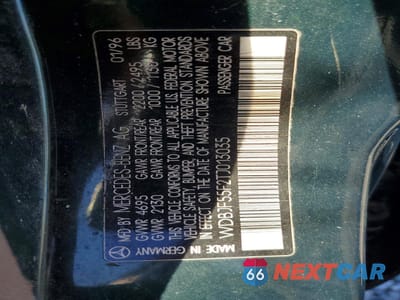 MFD. BY MERCEDES-BENZ AG STUTTGART 01/96
GVWR 4695 GAWR FRONT/REAR 2200 / 2495 LBS
GVWR 2130 GAWR FRONT/REAR 1000 / 1130 KG
THIS VEHICLE CONFORMS TO ALL APPLICABLE U.S. FEDERAL MOTOR
VEHICLE SAFETY, BUMPER, AND THEFT PREVENTION STANDARDS
IN EFFECT ON THE DATE OF MANUFACTURE SHOWN ABOVE.
WDBJF55F2TJ013035 PASSENGER CAR
MADE IN
GERMANY
66 NEXTCAR